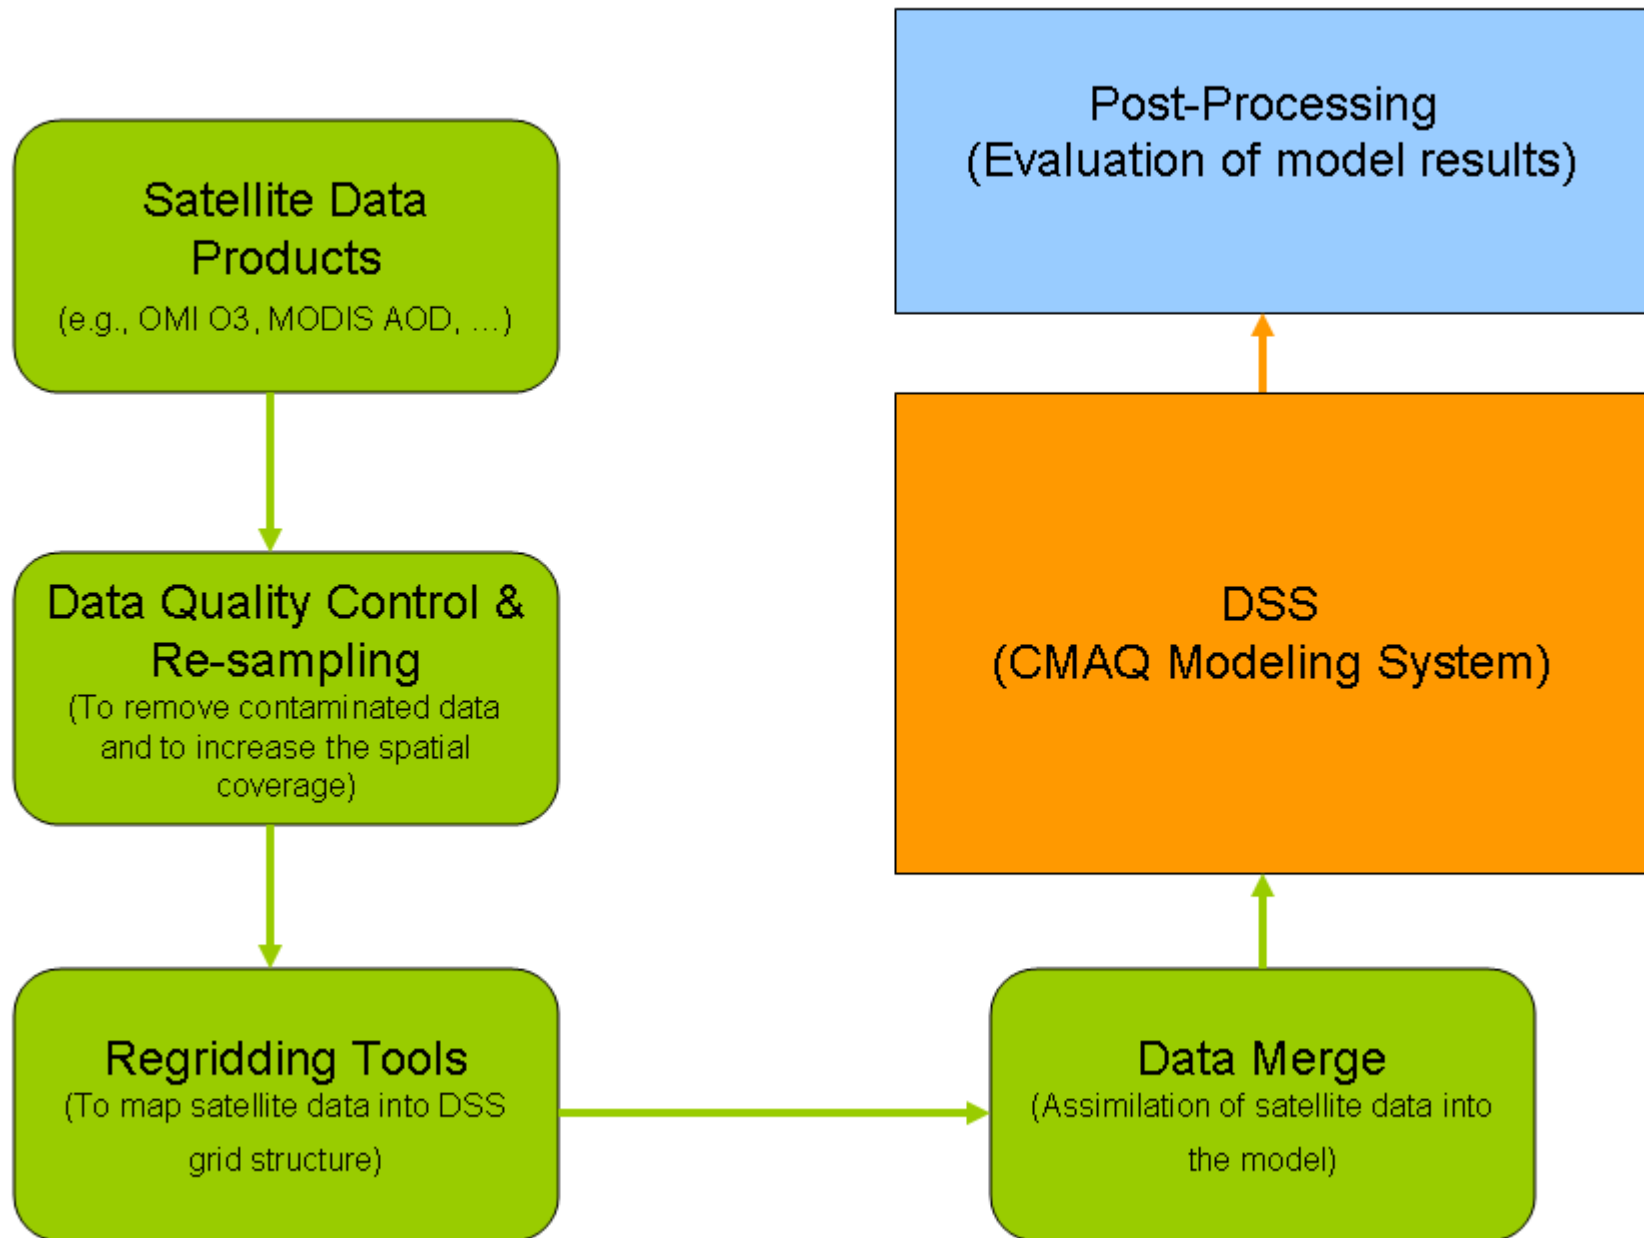 Satellite Data
Products
(e.g., OMI O3, MODIS AOD, ...)
Data Quality Control &
Re-sampling
(To remove contaminated data
and to increase the spatial
coverage)
Regridding Tools
(To map satellite data into DSS
grid structure)
Data Merge
(Assimilation of satellite data into
the model)
DSS
(CMAQ Modeling System)
Post-Processing
(Evaluation of model results)